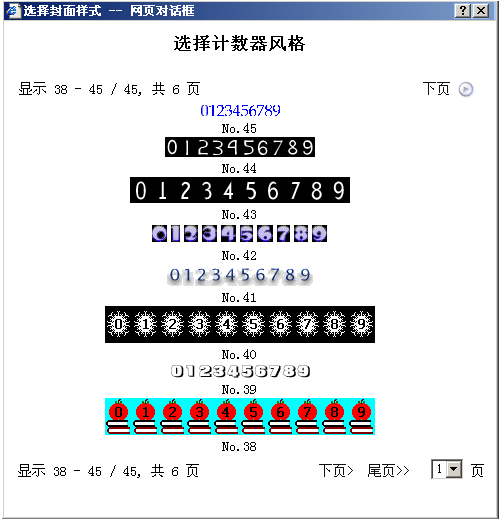 选择封面样式 -- 网页对话框
选择计数器风格
显示 38 - 45 / 45, 共 6 页 下页
0123456789
No.45
0123456789
No.44
0123456789
No.43
0123456789
No.42
0123456789
No.41
0123456789
No.40
0123456789
No.39
0123456789
No.38
显示 38 - 45 / 45, 共 6 页 下页> 尾页>> 1 页